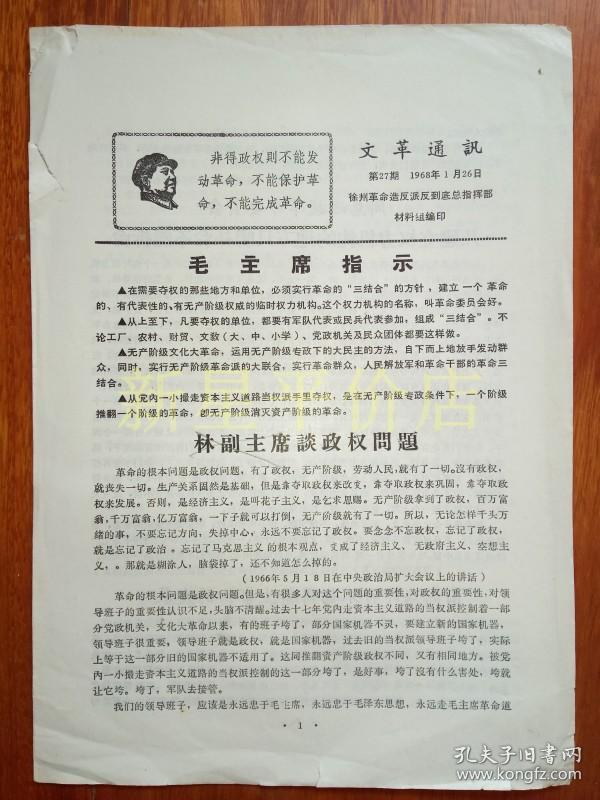 非得政权则不能发
动革命，不能保护革
命，不能完成革命。
文革通訊
第27期 1968年1月26日
徐州革命造反派反到底总指挥部
材料组编印
毛主席指示
▲在需要夺权的那些地方和单位，必须实行革命的“三结合”的方针，建立一个革命
的、有代表性的、有无产阶级权威的临时权力机构。这个权力机构的名称，叫革命委员会好。
▲从上至下，凡要夺权的单位，都要有军队代表或民兵代表参加，组成“三结合”。不
论工厂、农村、财贸、文敎（大、中、小学）、党政机关及民众团体都要这样做。
▲无产阶级文化大革命，运用无产阶级专政下的大民主的方法，自下而上地放手发动群
众，同时，实行无产阶级革命派的大联合，实行革命群众，人民解放军和革命干部的革命三
结合。
▲从党内一小撮走资本主义道路当权派手里夺权，是在无产阶级专政条件下，一个阶级
推翻一个阶级的革命，卽无产阶级消灭资产阶级的革命。
林副主席談政权問題
革命的根本问题是政权问题，有了政权，无产阶级，劳动人民，就有了一切。沒有政权，
就丧失一切。生产关系固然是基础，但是拿夺取政权来改变，拿夺取政权来巩固，拿夺取政
权来发展。否则，是经济主义，是叫花子主义，是乞求恩赐。无产阶级拿到了政权，百万富
翁，千万富翁，亿万富翁，一下子就可以打倒，无产阶级就有了一切。所以，无论怎样千头万
绪的事，不要忘记方向，失掉中心，永远不要忘记了政权。要念念不忘政权，忘记了政权，
就是忘记了政治。忘记了马克思主义的根本观点，变成了经济主义、无政府主义、空想主
义，。那就是糊涂人，脑袋掉了，还不知道怎么掉的。
（1966年5月18日在中央政治局扩大会议上的讲话）
革命的根本问题是政权问题。但是，有很多人对这个问题的重要性，对政权的重要性，对领
导班子的重要性认识不足，头脑不清醒。过去十七年党内走资本主义道路的当权派控制着一部
分党政机关，文化大革命以来，有的班子垮了，部分国家机器不灵，要建立新的国家机器，
领导班子很重要，领导班子就是政权，就是国家机器，过去旧的当权派领导班子垮了，实际
上等于这一部分旧的国家机器不适用了。这同推翻资产阶级政权不同，又有相同地方。被党
内一小撮走资本主义道路的当权派控制的这一部分垮了，是好事，垮了沒有什么害处，垮就
让它垮。垮了，军队去接管。
我们的领导班子，应该是永远忠于毛主席，永远忠于毛泽东思想，永远走毛主席革命道
·1·
新星平价店
孔夫子旧书网
www.kongfz.com